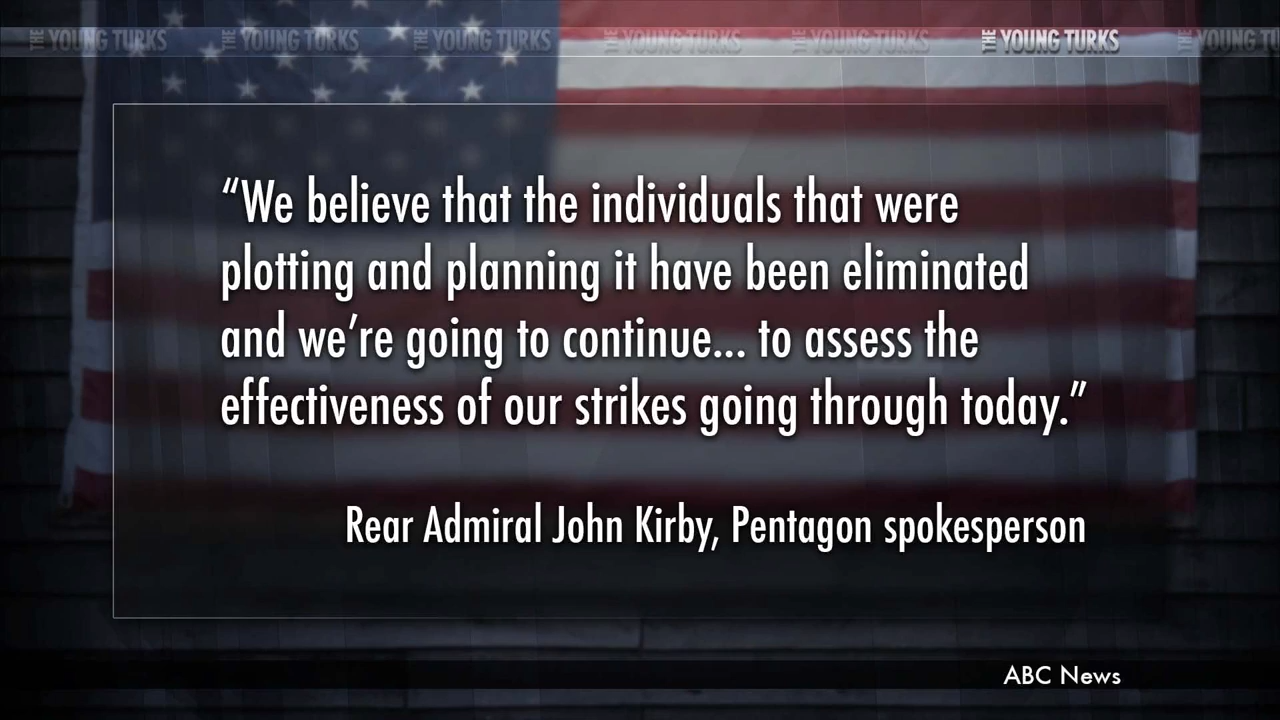 THE YOUNG TURKS THE YOUNG TURKS THE YOUNG TURKS THE YOUNG TURKS THE YOUNG TURKS THE YOUNG TURKS THE YOUNG
“We believe that the individuals that were
plotting and planning it have been eliminated
and we’re going to continue... to assess the
effectiveness of our strikes going through today.”
Rear Admiral John Kirby, Pentagon spokesperson
ABC News